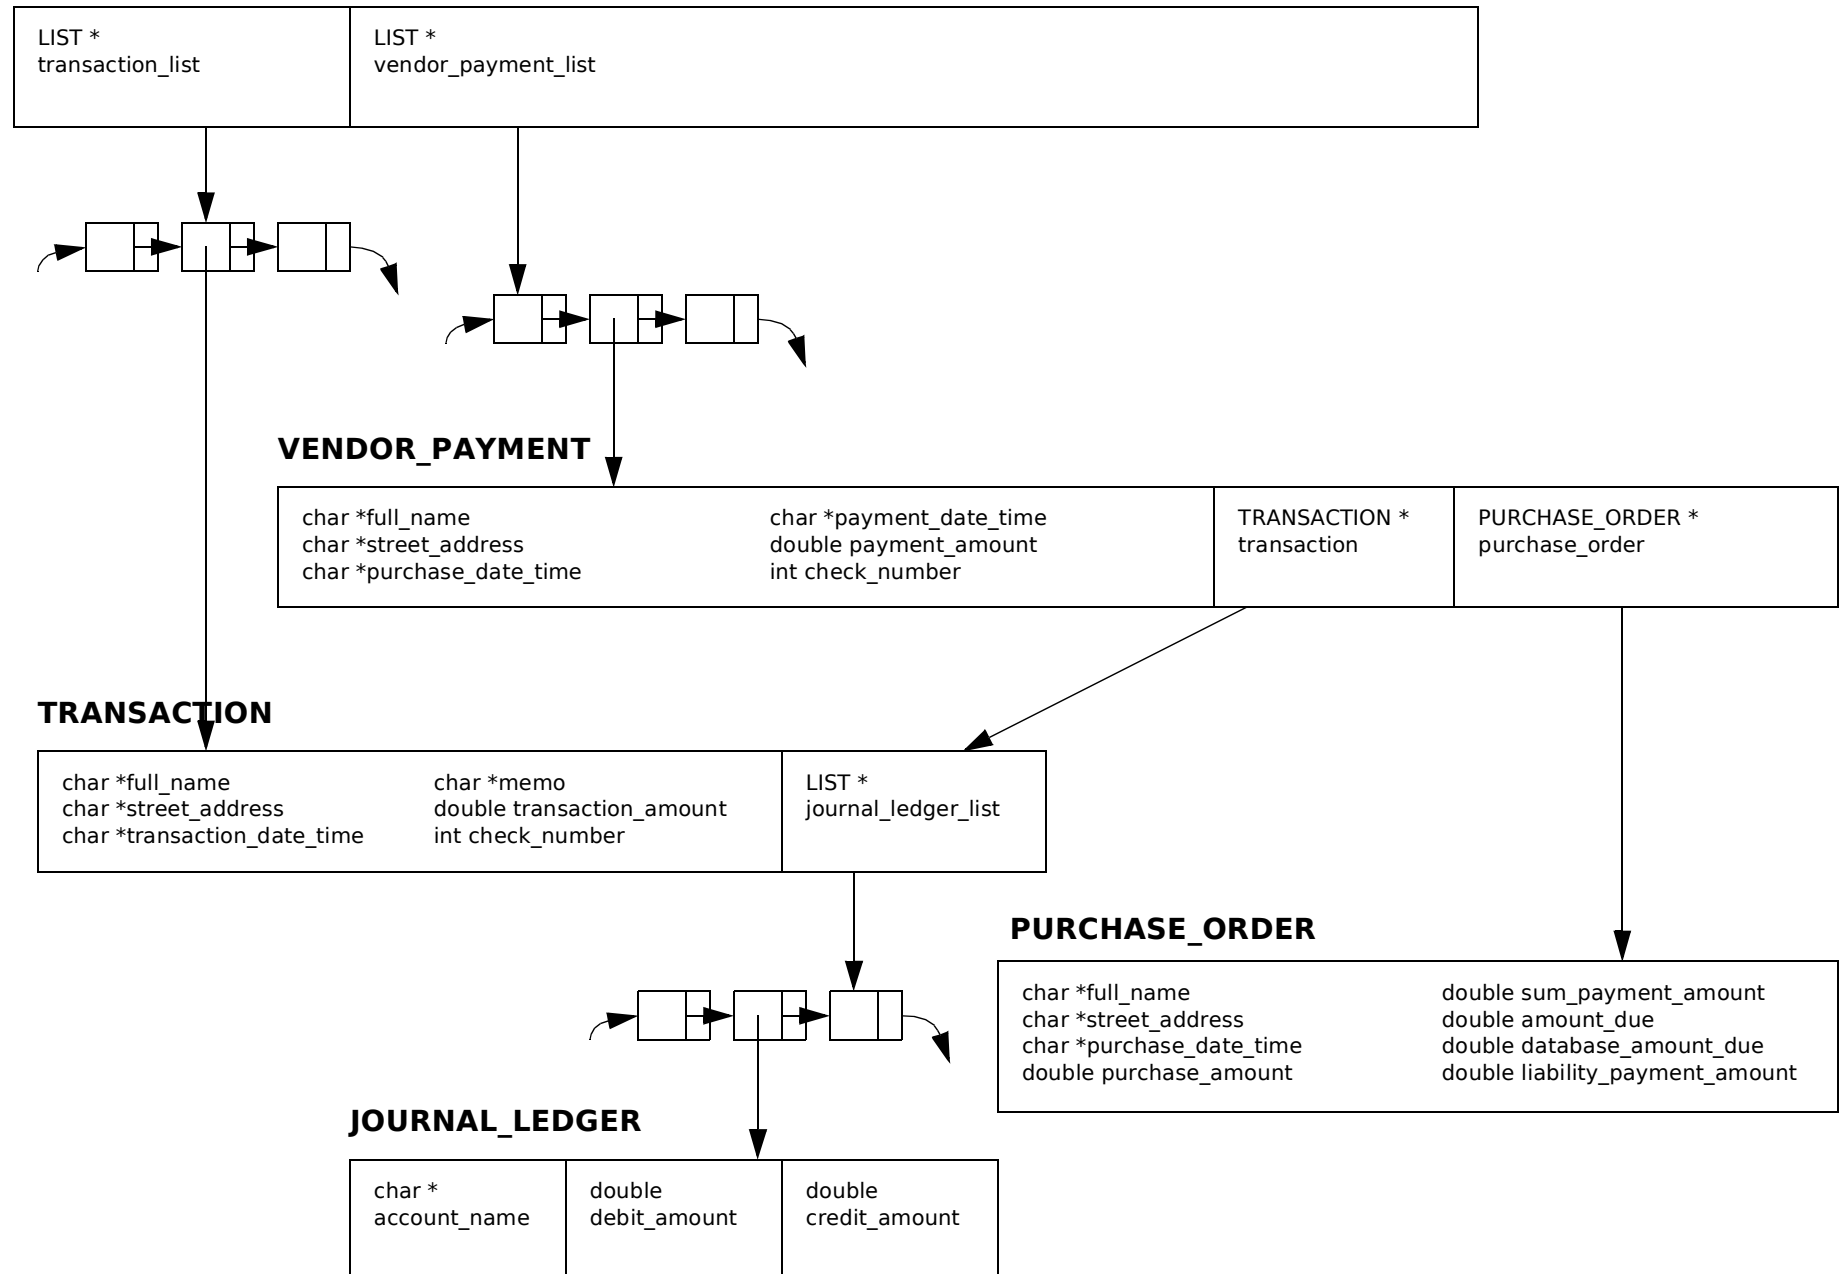 LIST *
transaction_list
LIST *
vendor_payment_list
VENDOR_PAYMENT
char *full_name
char *street_address
char *purchase_date_time
char *payment_date_time
double payment_amount
int check_number
TRANSACTION *
transaction
PURCHASE_ORDER *
purchase_order
TRANSACTION
char *full_name
char *street_address
char *transaction_date_time
char *memo
double transaction_amount
int check_number
LIST *
journal_ledger_list
PURCHASE_ORDER
char *full_name
char *street_address
char *purchase_date_time
double purchase_amount
double sum_payment_amount
double amount_due
double database_amount_due
double liability_payment_amount
JOURNAL_LEDGER
char *
account_name
double
debit_amount
double
credit_amount